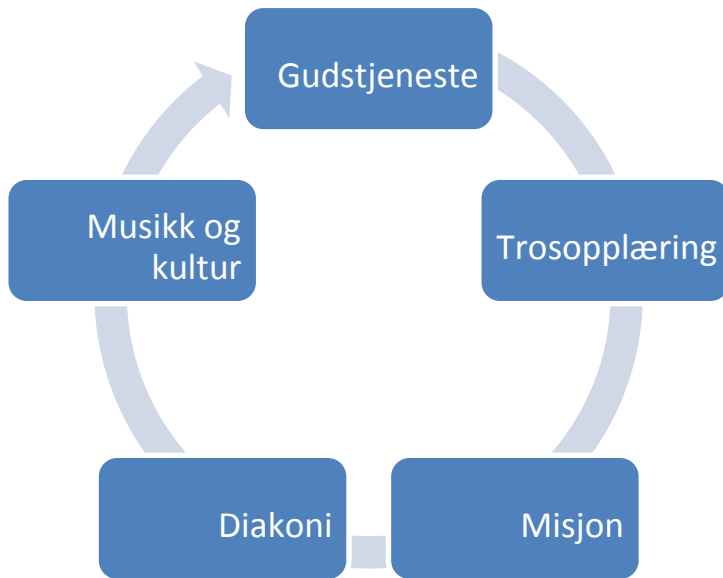 Gudstjeneste
Trosopplæring
Misjon
Diakoni
Musikk og
kultur